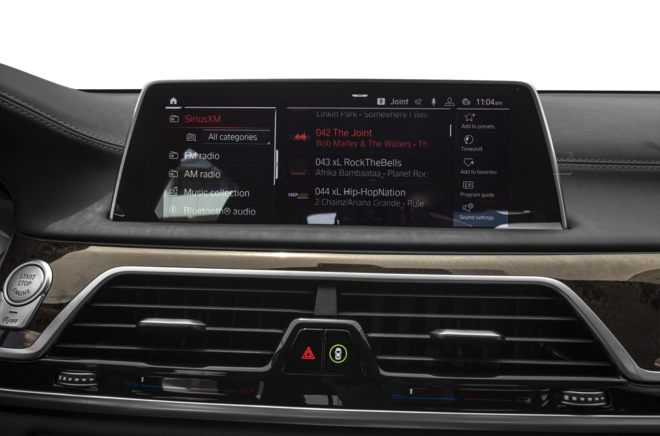 Joint 11:04am
SiriusXM
All categories
FM radio
AM radio
Music collection
Bluetooth® audio
Linkin Park - Somewhere I Bel
042 The Joint
Bob Marley & The Wailers - Th
043 xL RockTheBells
Afrika Bambaataa - Planet Roc
044 xL Hip-HopNation
2 Chainz/Ariana Grande - Rule
Add to presets
Timeshift
Add to favorites
Program guide
Sound settings
START
STOP
ENGINE
OFF